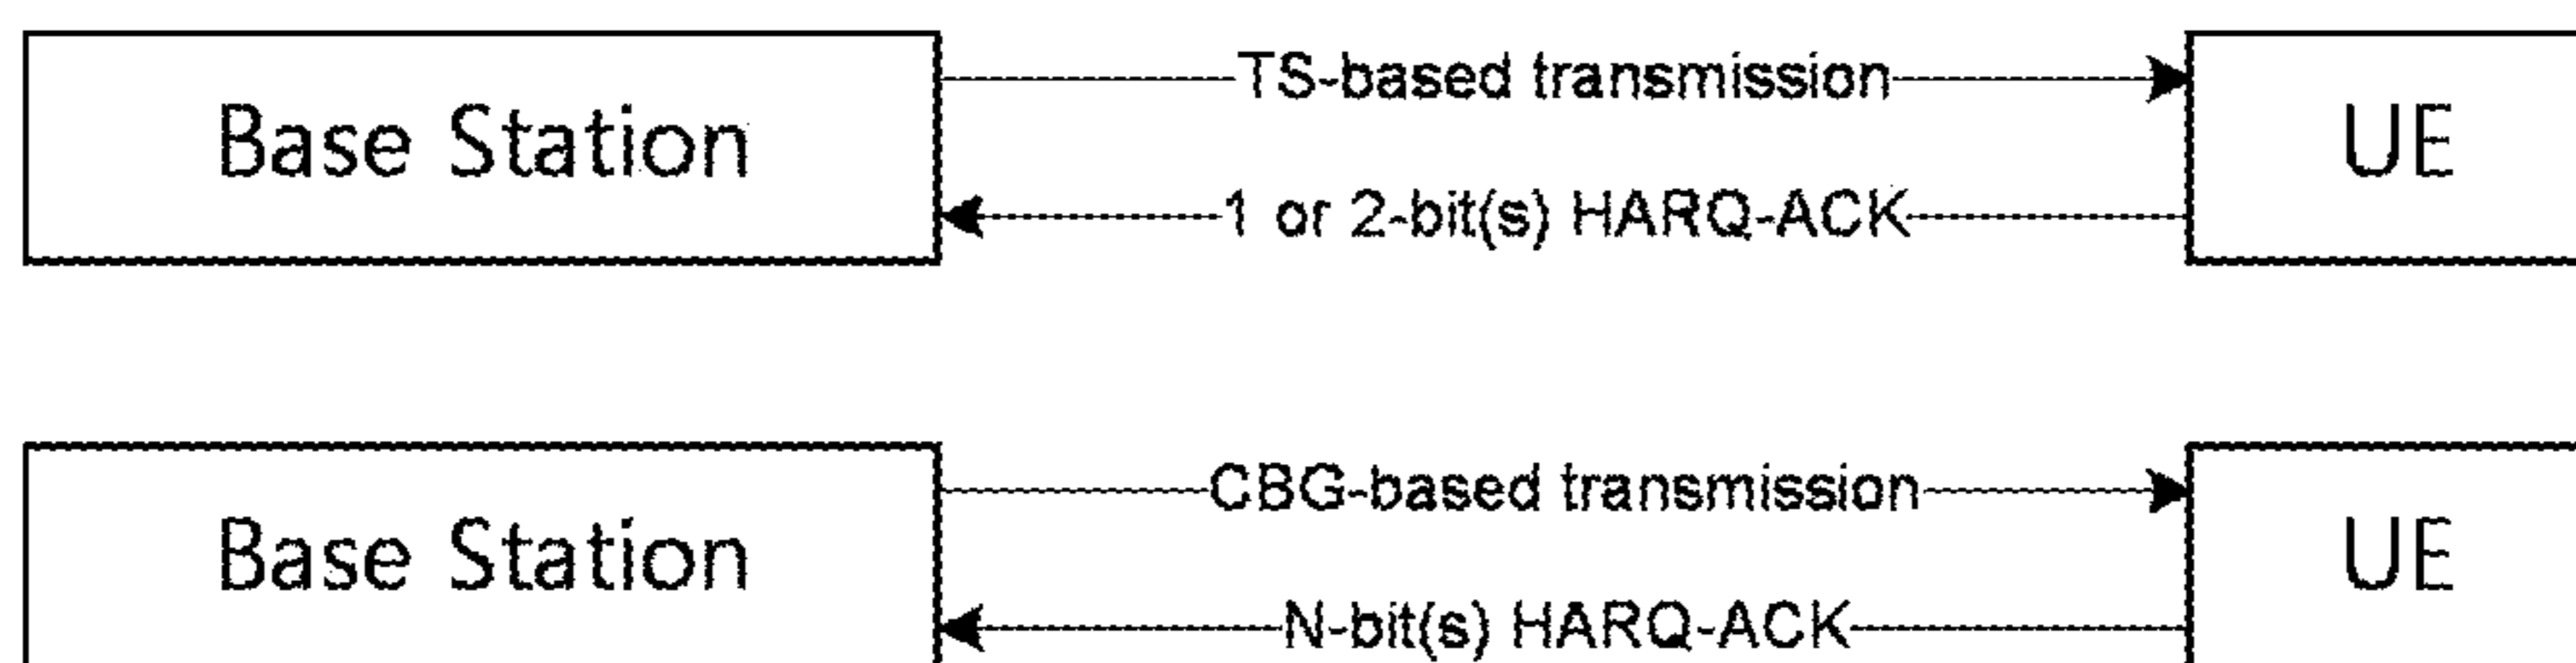 Base Station
TS-based transmission
UE
1 or 2-bit(s) HARQ-ACK
Base Station
CBG-based transmission
UE
N-bit(s) HARQ-ACK